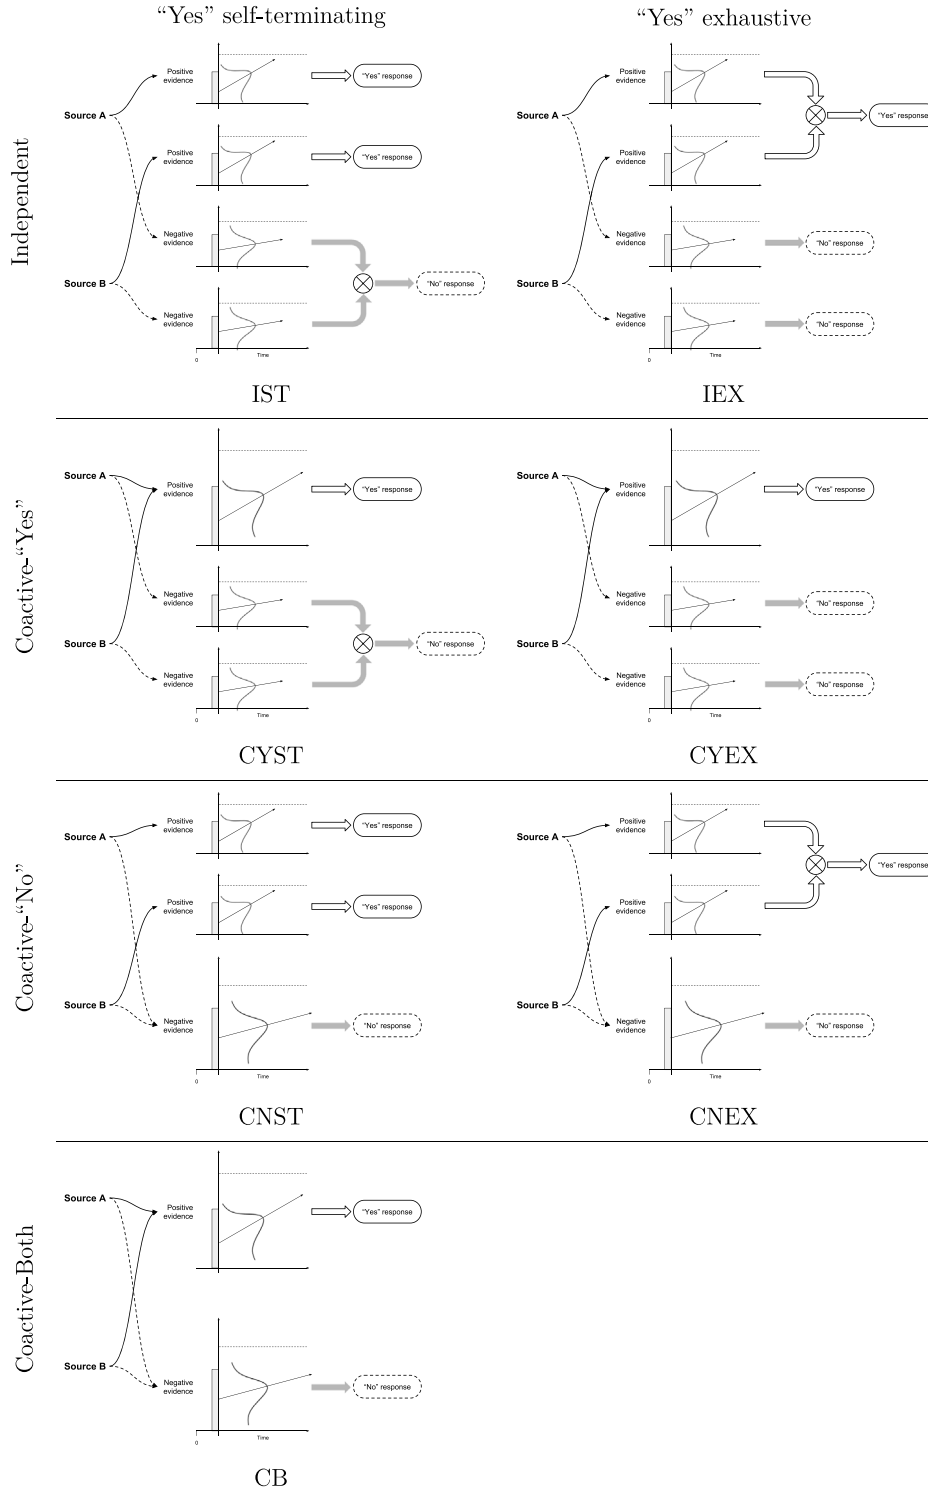 “Yes” self-terminating
“Yes” exhaustive
Independent
Source A
Source B
Positive
evidence
Positive
evidence
Negative
evidence
Negative
evidence
“Yes” response
“Yes” response
“No” response
0
Time
IST
Source A
Source B
Positive
evidence
Positive
evidence
Negative
evidence
Negative
evidence
“Yes” response
“No” response
“No” response
0
Time
IEX
Coactive-“Yes”
Source A
Source B
Positive
evidence
Negative
evidence
Negative
evidence
“Yes” response
“No” response
0
Time
CYST
Source A
Source B
Positive
evidence
Negative
evidence
Negative
evidence
“Yes” response
“No” response
“No” response
0
Time
CYEX
Coactive-“No”
Source A
Source B
Positive
evidence
Positive
evidence
Negative
evidence
“Yes” response
“Yes” response
“No” response
0
Time
CNST
Source A
Source B
Positive
evidence
Positive
evidence
Negative
evidence
“Yes” response
“No” response
0
Time
CNEX
Coactive-Both
Source A
Source B
Positive
evidence
Negative
evidence
“Yes” response
“No” response
0
Time
CB